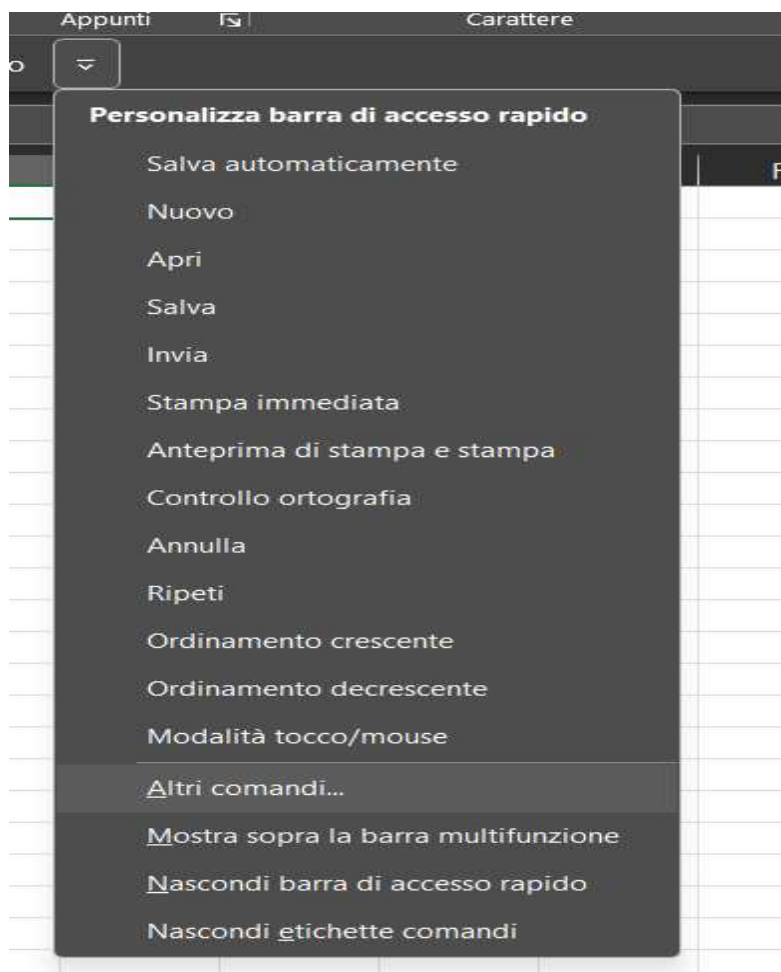 Appunti Carattere
o
Personalizza barra di accesso rapido
Salva automaticamente
F
Nuovo
Apri
Salva
Invia
Stampa immediata
Anteprima di stampa e stampa
Controllo ortografia
Annulla
Ripeti
Ordinamento crescente
Ordinamento decrescente
Modalità tocco/mouse
Altri comandi...
Mostra sopra la barra multifunzione
Nascondi barra di accesso rapido
Nascondi etichette comandi